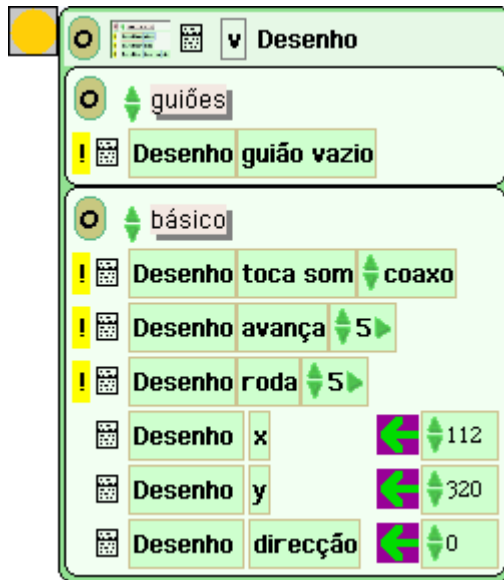 O v Desenho
O guiões
! Desenho guião vazio
O básico
! Desenho toca som coaxo
! Desenho avança 5
! Desenho roda 5
Desenho x 112
Desenho y 320
Desenho direcção 0